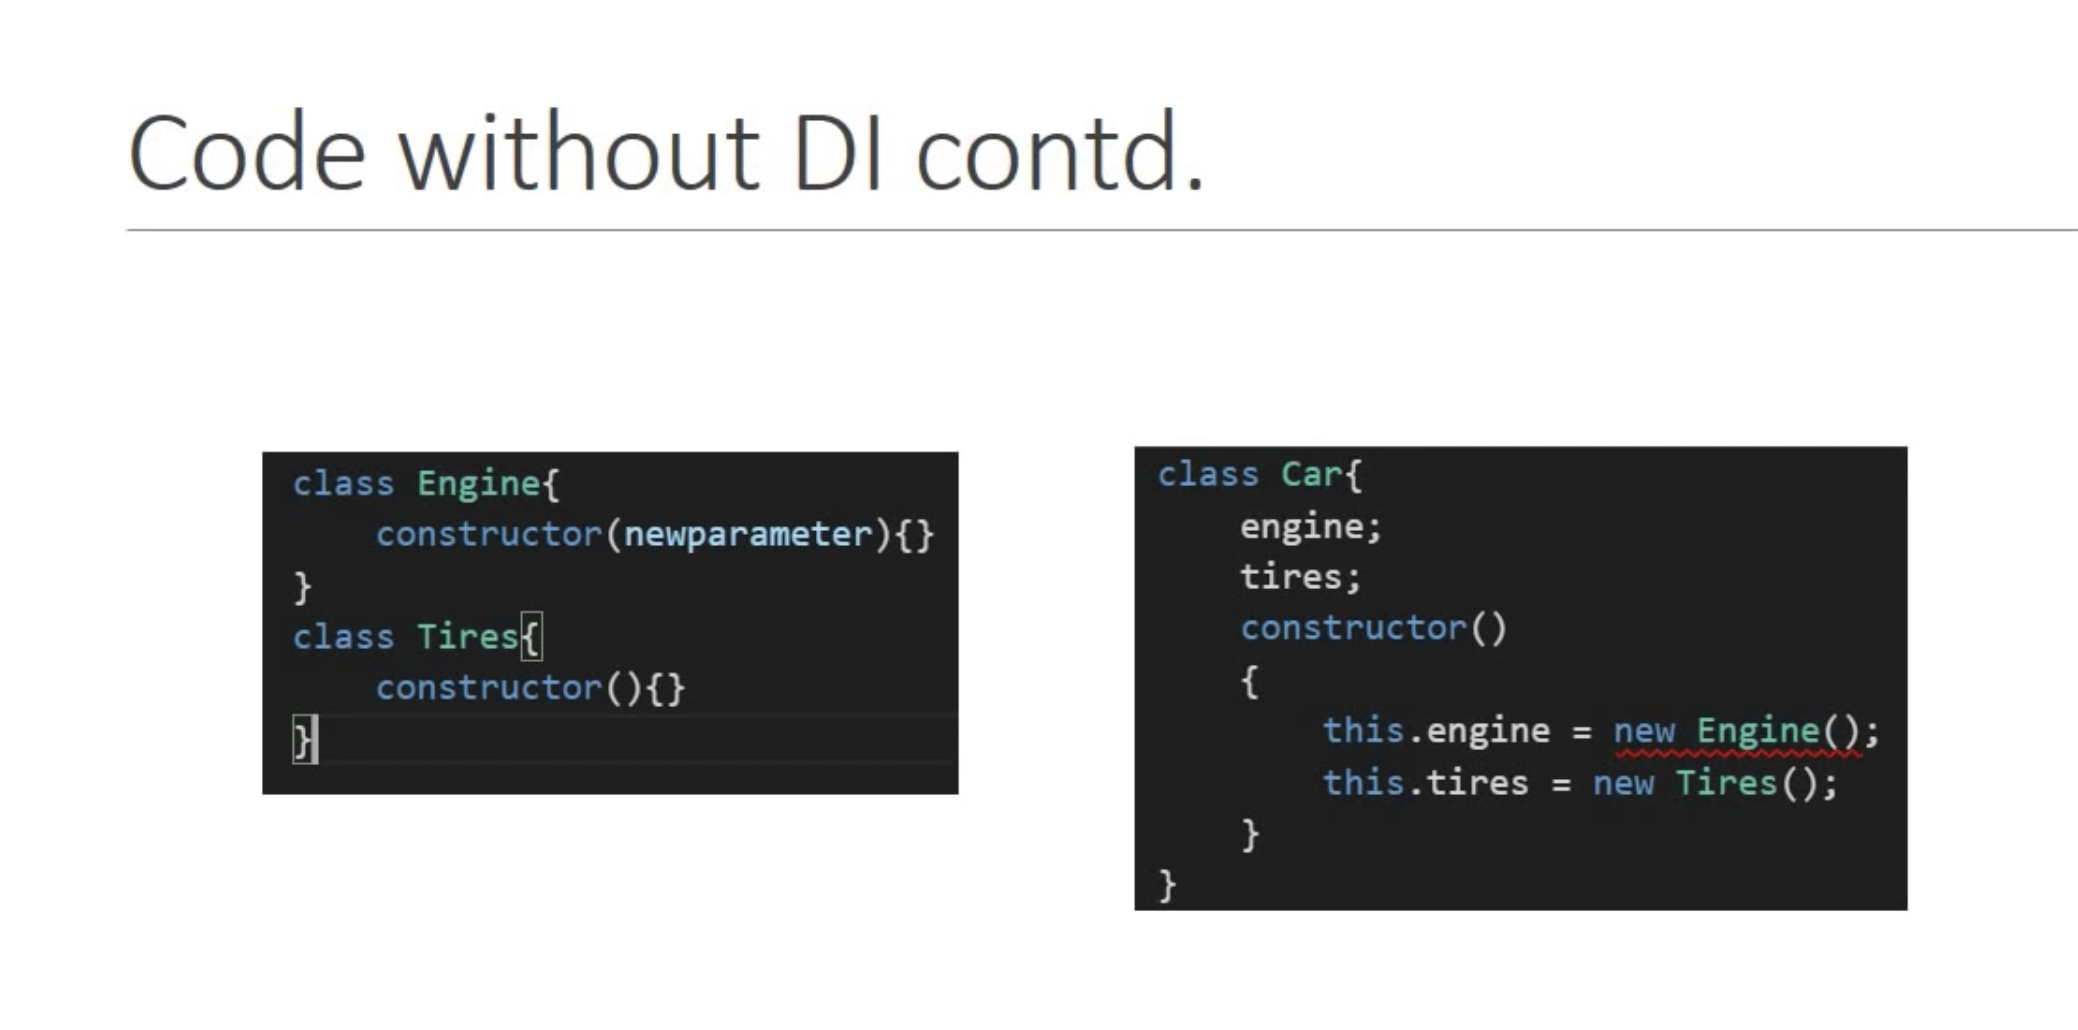 Code without DI contd.
class Engine{
    constructor(newparameter){}
}
class Tires{
    constructor(){}
}
class Car{
    engine;
    tires;
    constructor()
    {
        this.engine = new Engine();
        this.tires = new Tires();
    }
}